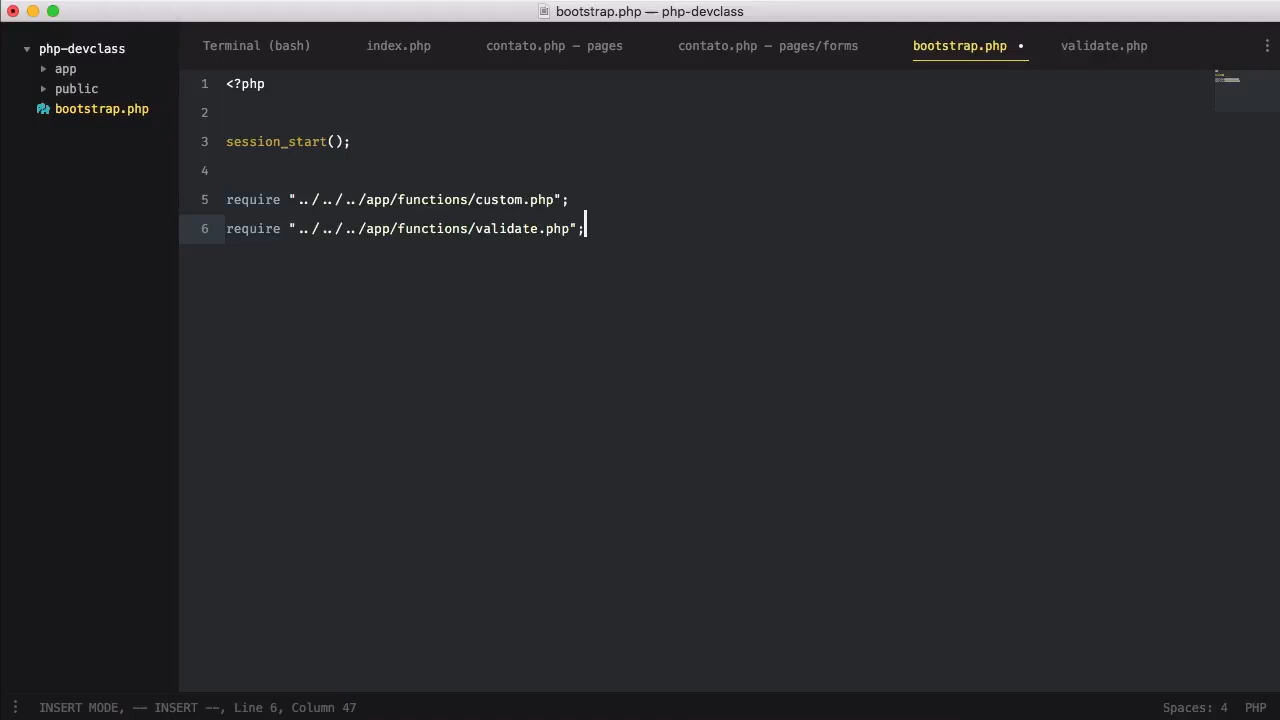 bootstrap.php — php-devclass
php-devclass
app
public
bootstrap.php
Terminal (bash)
index.php
contato.php — pages
contato.php — pages/forms
bootstrap.php •
validate.php
1 <?php
2
3 session_start();
4
5 require "../../../app/functions/custom.php";
6 require "../../../app/functions/validate.php";
INSERT MODE, —— INSERT ——, Line 6, Column 47
Spaces: 4
PHP